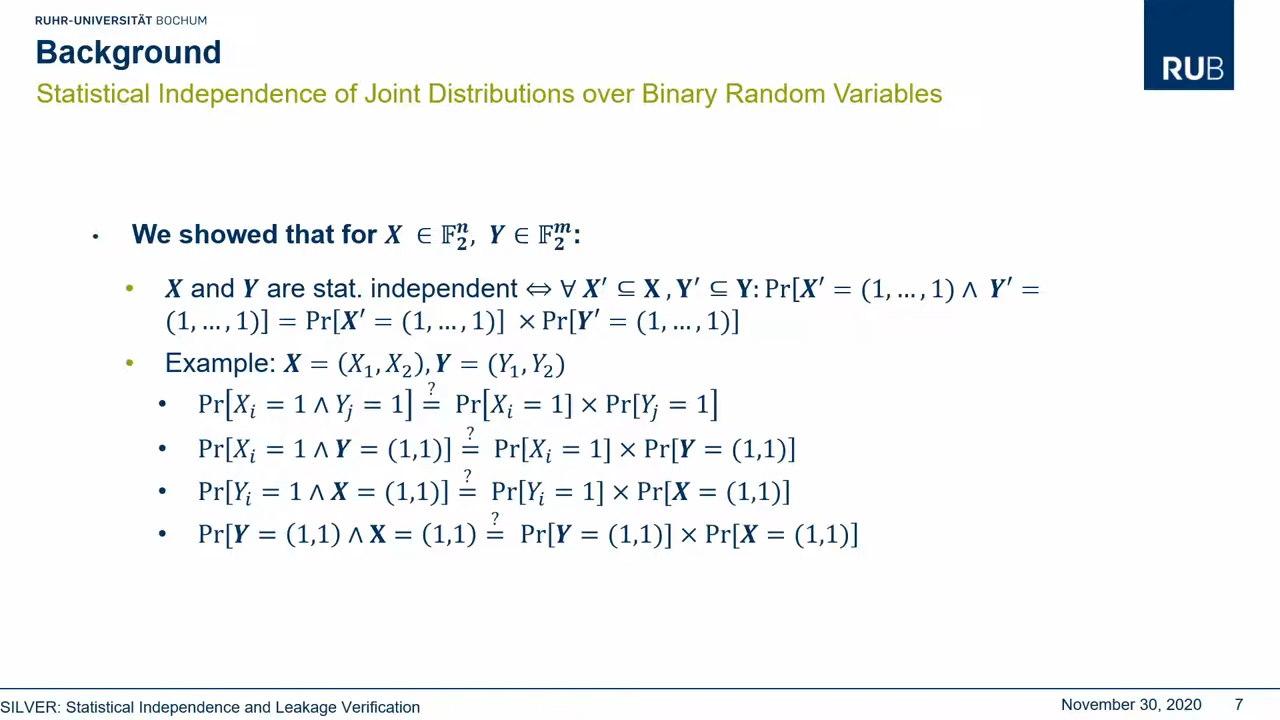 RUHR-UNIVERSITÄT BOCHUM
RUB
Background
Statistical Independence of Joint Distributions over Binary Random Variables
• We showed that for 𝑿 ∈ 𝔽₂ⁿ, 𝒀 ∈ 𝔽₂ᵐ:
• 𝑿 and 𝒀 are stat. independent ⇔ ∀ 𝑿′ ⊆ 𝐗 , 𝐘′ ⊆ 𝐘: Pr[𝑿′ = (1, … , 1) ∧ 𝒀′ =
(1, … , 1)] = Pr[𝑿′ = (1, … , 1)] × Pr[𝒀′ = (1, … , 1)]
• Example: 𝑿 = (𝑋₁, 𝑋₂), 𝒀 = (𝑌₁, 𝑌₂)
• Pr[𝑋ᵢ = 1 ∧ 𝑌ⱼ = 1] ≟ Pr[𝑋ᵢ = 1] × Pr[𝑌ⱼ = 1]
• Pr[𝑋ᵢ = 1 ∧ 𝒀 = (1,1)] ≟ Pr[𝑋ᵢ = 1] × Pr[𝒀 = (1,1)]
• Pr[𝑌ᵢ = 1 ∧ 𝑿 = (1,1)] ≟ Pr[𝑌ᵢ = 1] × Pr[𝑿 = (1,1)]
• Pr[𝒀 = (1,1) ∧ 𝐗 = (1,1) ≟ Pr[𝒀 = (1,1)] × Pr[𝑿 = (1,1)]
SILVER: Statistical Independence and Leakage Verification
November 30, 2020 7